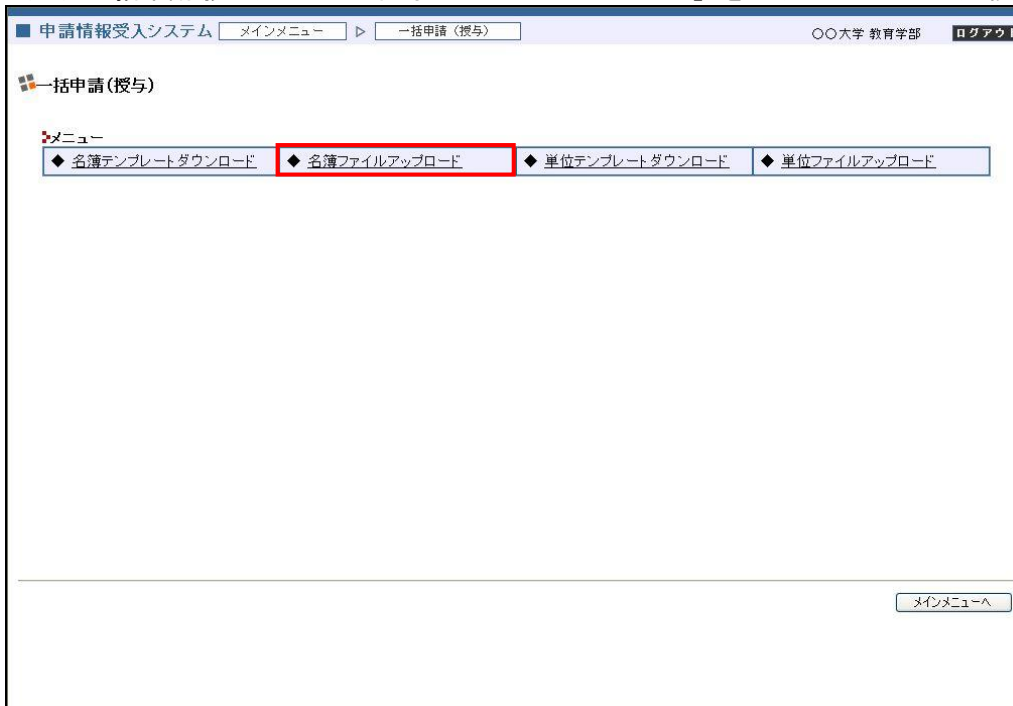 ■ 申請情報受入システム メインメニュー ▷ 一括申請（授与） 〇〇大学 教育学部 ログアウ
一括申請(授与)
メニュー
◆ 名簿テンプレートダウンロード ◆ 名簿ファイルアップロード ◆ 単位テンプレートダウンロード ◆ 単位ファイルアップロード
メインメニューへ